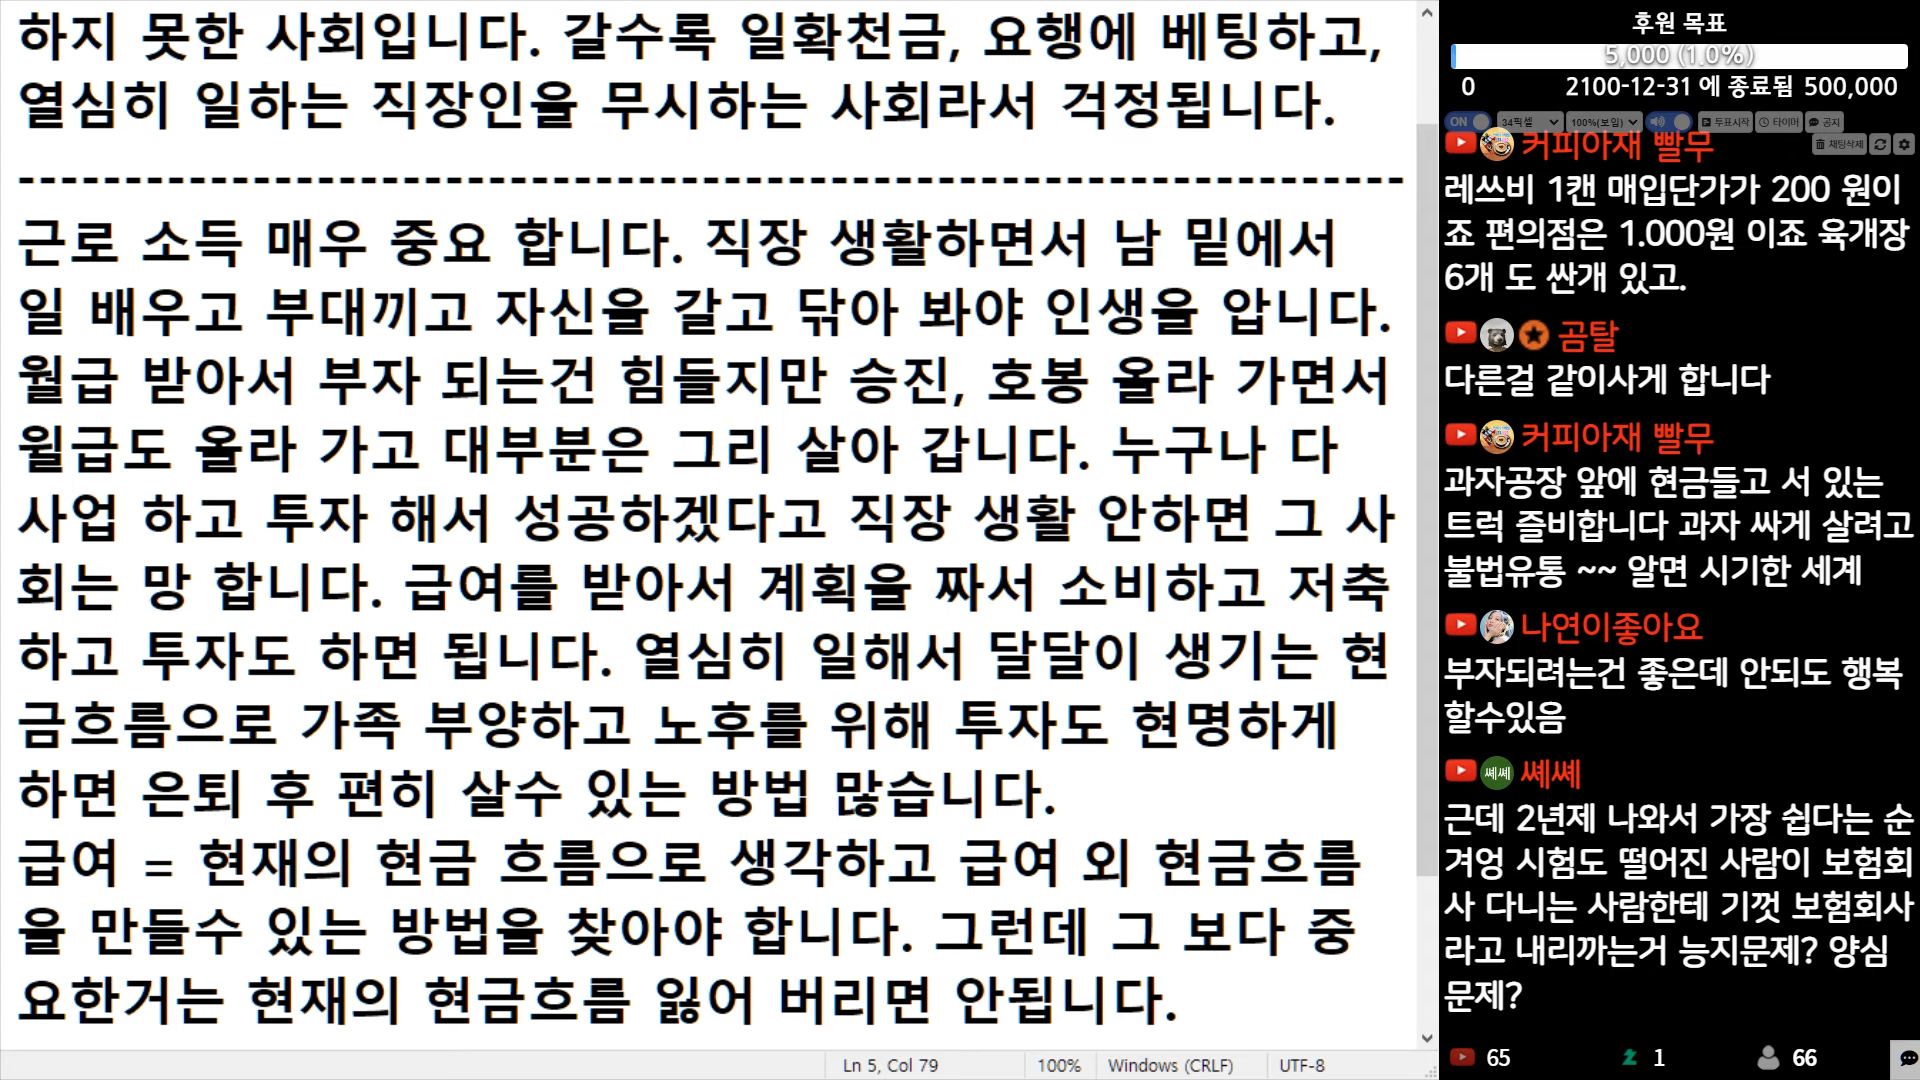 하지 못한 사회입니다. 갈수록 일확천금, 요행에 베팅하고,
열심히 일하는 직장인을 무시하는 사회라서 걱정됩니다.
-----------------------------------------------------------------
근로 소득 매우 중요 합니다. 직장 생활하면서 남 밑에서
일 배우고 부대끼고 자신을 갈고 닦아 봐야 인생을 압니다.
월급 받아서 부자 되는건 힘들지만 승진, 호봉 올라 가면서
월급도 올라 가고 대부분은 그리 살아 갑니다. 누구나 다
사업 하고 투자 해서 성공하겠다고 직장 생활 안하면 그 사
회는 망 합니다. 급여를 받아서 계획을 짜서 소비하고 저축
하고 투자도 하면 됩니다. 열심히 일해서 달달이 생기는 현
금흐름으로 가족 부양하고 노후를 위해 투자도 현명하게
하면 은퇴 후 편히 살수 있는 방법 많습니다.
급여 = 현재의 현금 흐름으로 생각하고 급여 외 현금흐름
을 만들수 있는 방법을 찾아야 합니다. 그런데 그 보다 중
요한거는 현재의 현금흐름 잃어 버리면 안됩니다.
Ln 5, Col 79
100%
Windows (CRLF)
UTF-8
후원 목표
5,000 (1.0%)
0 2100-12-31 에 종료됨 500,000
ON 34픽셀 100%(보임) 투표시작 타이머 공지
채팅삭제
커피아재 빨무
레쓰비 1캔 매입단가가 200 원이
죠 편의점은 1.000원 이죠 육개장
6개 도 싼개 있고.
곰탈
다른걸 같이사게 합니다
커피아재 빨무
과자공장 앞에 현금들고 서 있는
트럭 즐비합니다 과자 싸게 살려고
불법유통 ~~ 알면 시기한 세계
나연이좋아요
부자되려는건 좋은데 안되도 행복
할수있음
쎄쎄 쎄쎄
근데 2년제 나와서 가장 쉽다는 순
겨엉 시험도 떨어진 사람이 보험회
사 다니는 사람한테 기껏 보험회사
라고 내리까는거 능지문제? 양심
문제?
65 1 66